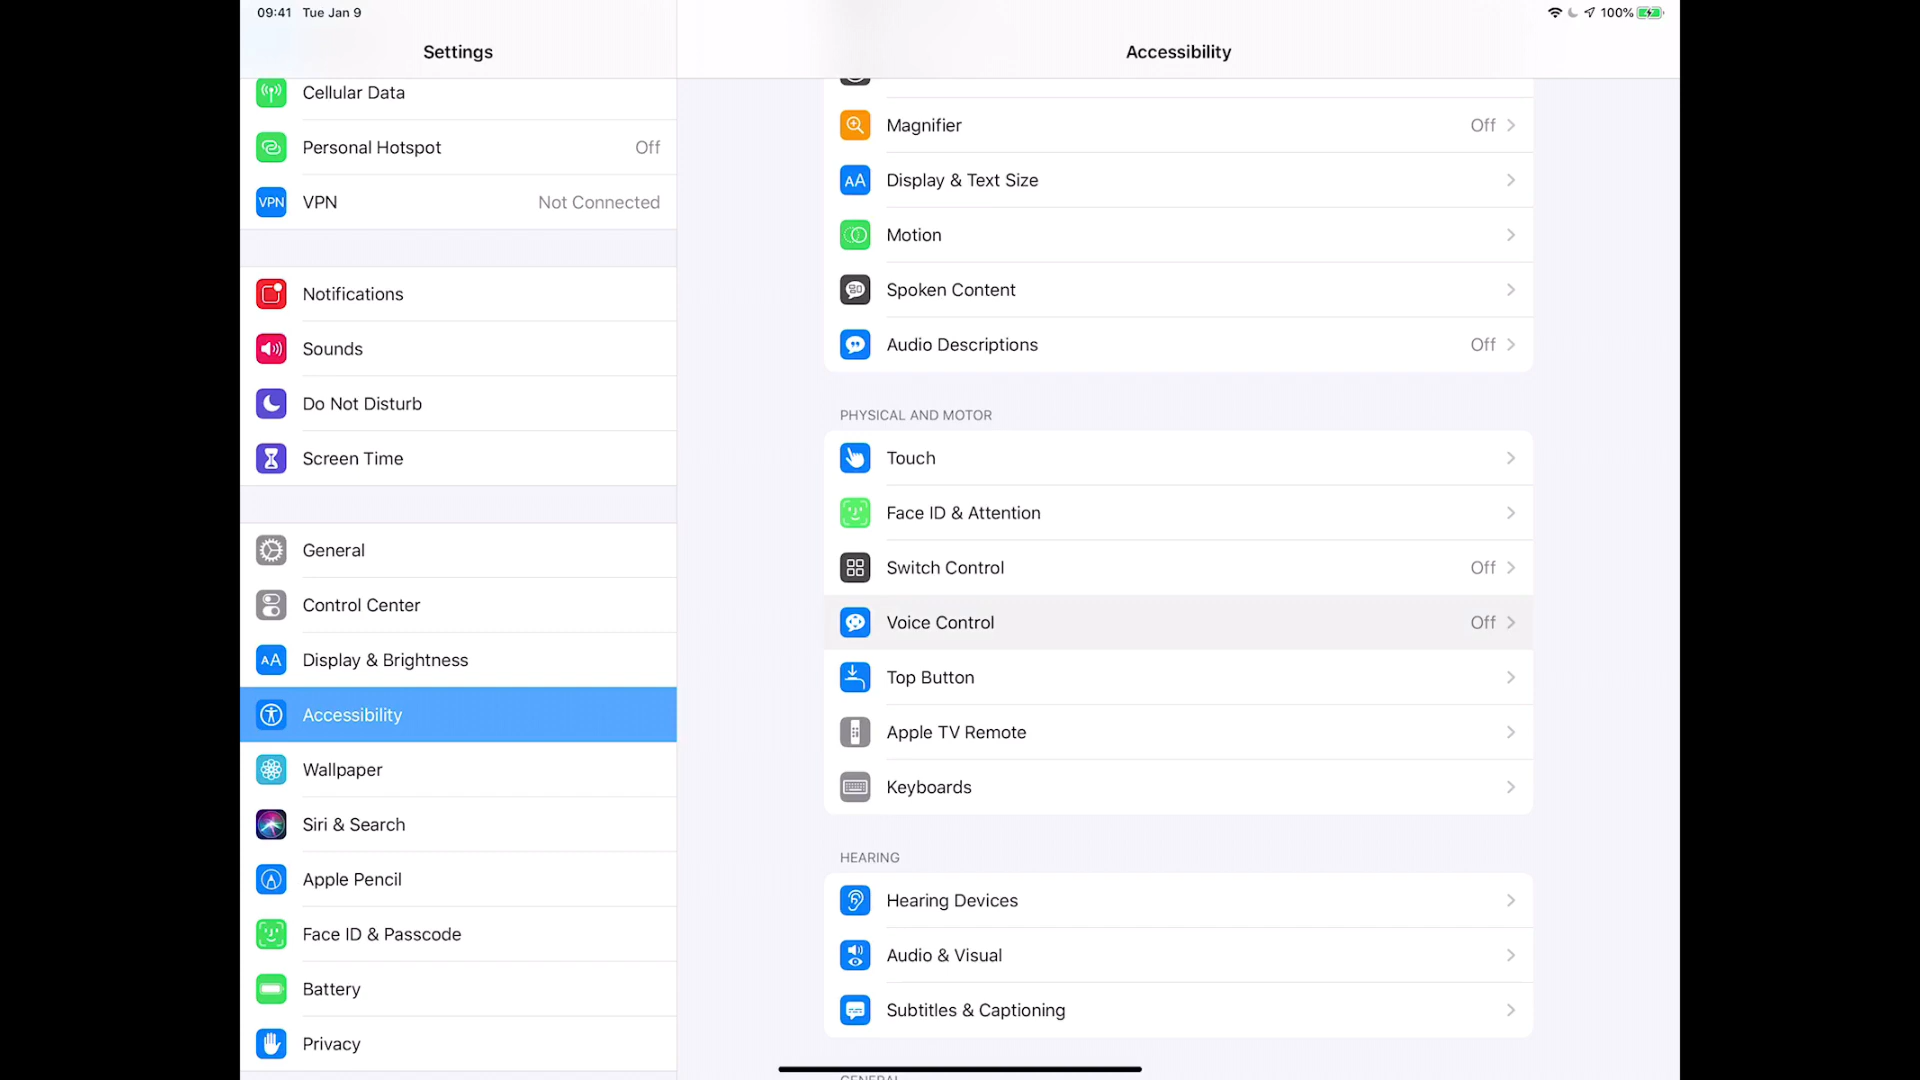 09:41 Tue Jan 9
100%
Settings
Accessibility
Cellular Data
Personal Hotspot Off
VPN VPN Not Connected
Notifications
Sounds
Do Not Disturb
Screen Time
General
Control Center
AA Display & Brightness
Accessibility
Wallpaper
Siri & Search
Apple Pencil
Face ID & Passcode
Battery
Privacy
Magnifier Off
AA Display & Text Size
Motion
Spoken Content
Audio Descriptions Off
PHYSICAL AND MOTOR
Touch
Face ID & Attention
Switch Control Off
Voice Control Off
Top Button
Apple TV Remote
Keyboards
HEARING
Hearing Devices
Audio & Visual
Subtitles & Captioning
GENERAL